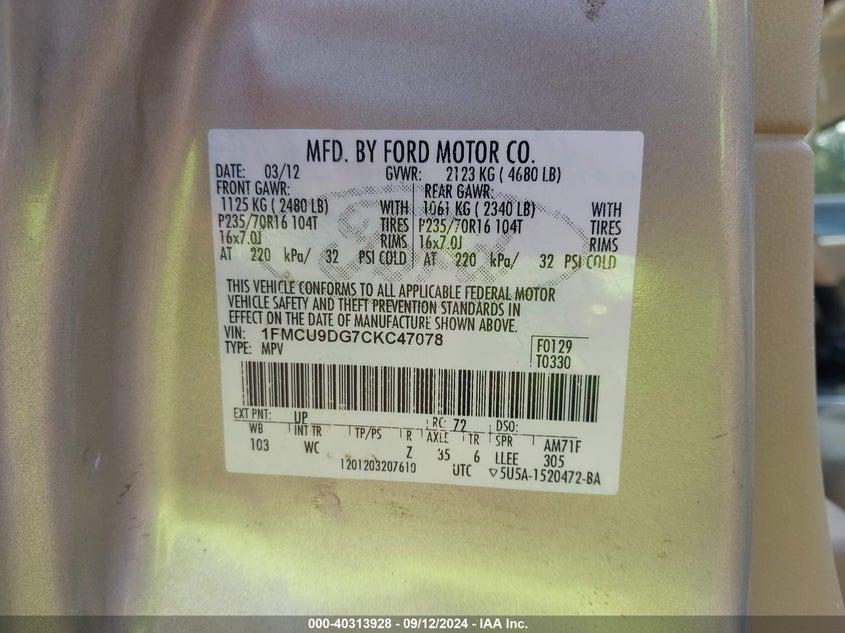 MFD. BY FORD MOTOR CO.
DATE: 03/12 GVWR: 2123 KG ( 4680 LB)
FRONT GAWR: REAR GAWR:
1125 KG ( 2480 LB) WITH 1061 KG ( 2340 LB) WITH
P235/70R16 104T TIRES P235/70R16 104T TIRES
16x7.0J RIMS 16x7.0J RIMS
AT 220 kPa/ 32 PSI COLD AT 220 kPa/ 32 PSI COLD
THIS VEHICLE CONFORMS TO ALL APPLICABLE FEDERAL MOTOR
VEHICLE SAFETY AND THEFT PREVENTION STANDARDS IN
EFFECT ON THE DATE OF MANUFACTURE SHOWN ABOVE.
VIN: 1FMCU9DG7CKC47078 F0129
TYPE: MPV T0330
EXT PNT: UP RC: 72 DSO:
WB INT TR TP/PS R AXLE TR SPR AM71F
103 WC Z 35 6 LLEE 305
1201203207610 UTC ▽5U5A-1520472-BA
000-40313928 - 09/12/2024 - IAA Inc.